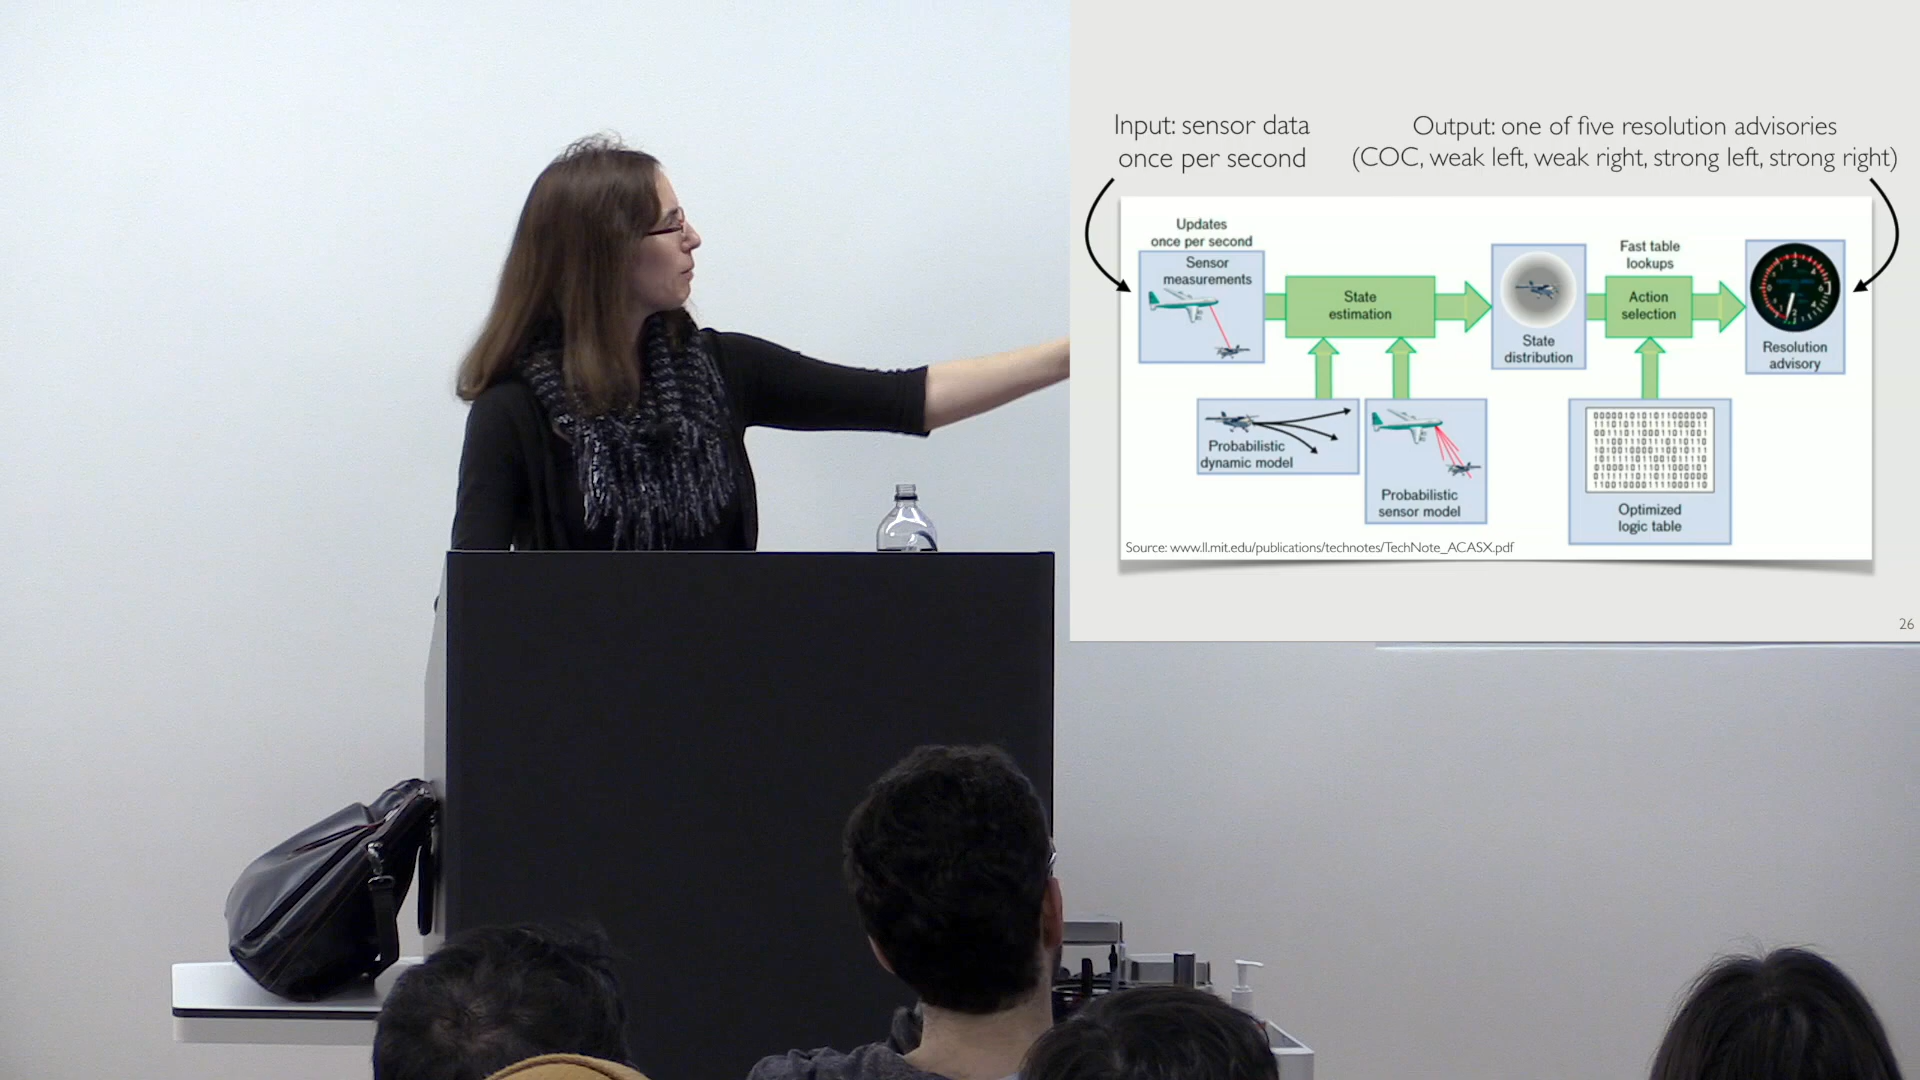 Input: sensor data
once per second
Output: one of five resolution advisories
(COC, weak left, weak right, strong left, strong right)
Updates
once per second
Sensor
measurements
State
estimation
State
distribution
Fast table
lookups
Action
selection
Resolution
advisory
Probabilistic
dynamic model
Probabilistic
sensor model
Optimized
logic table
Source: www.ll.mit.edu/publications/technotes/TechNote_ACASX.pdf
26